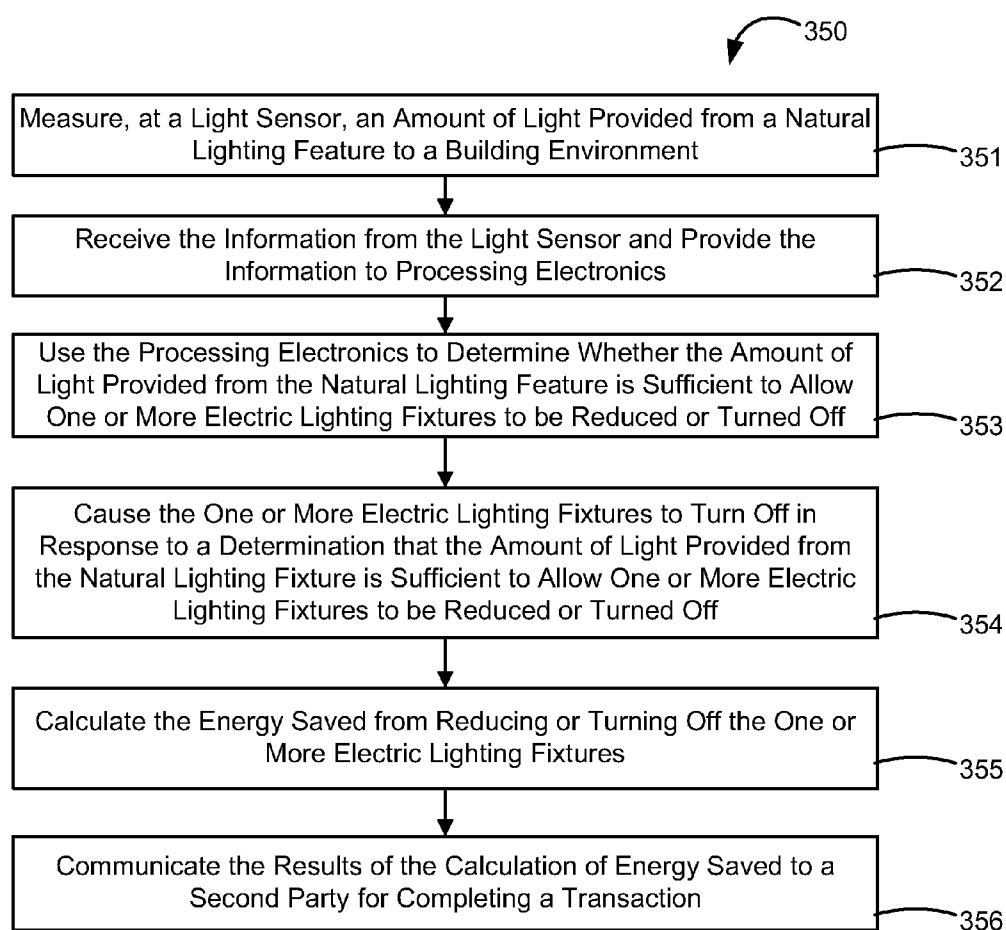 350
Measure, at a Light Sensor, an Amount of Light Provided from a Natural
Lighting Feature to a Building Environment
351
Receive the Information from the Light Sensor and Provide the
Information to Processing Electronics
352
Use the Processing Electronics to Determine Whether the Amount of
Light Provided from the Natural Lighting Feature is Sufficient to Allow
One or More Electric Lighting Fixtures to be Reduced or Turned Off
353
Cause the One or More Electric Lighting Fixtures to Turn Off in
Response to a Determination that the Amount of Light Provided from
the Natural Lighting Fixture is Sufficient to Allow One or More Electric
Lighting Fixtures to be Reduced or Turned Off
354
Calculate the Energy Saved from Reducing or Turning Off the One or
More Electric Lighting Fixtures
355
Communicate the Results of the Calculation of Energy Saved to a
Second Party for Completing a Transaction
356